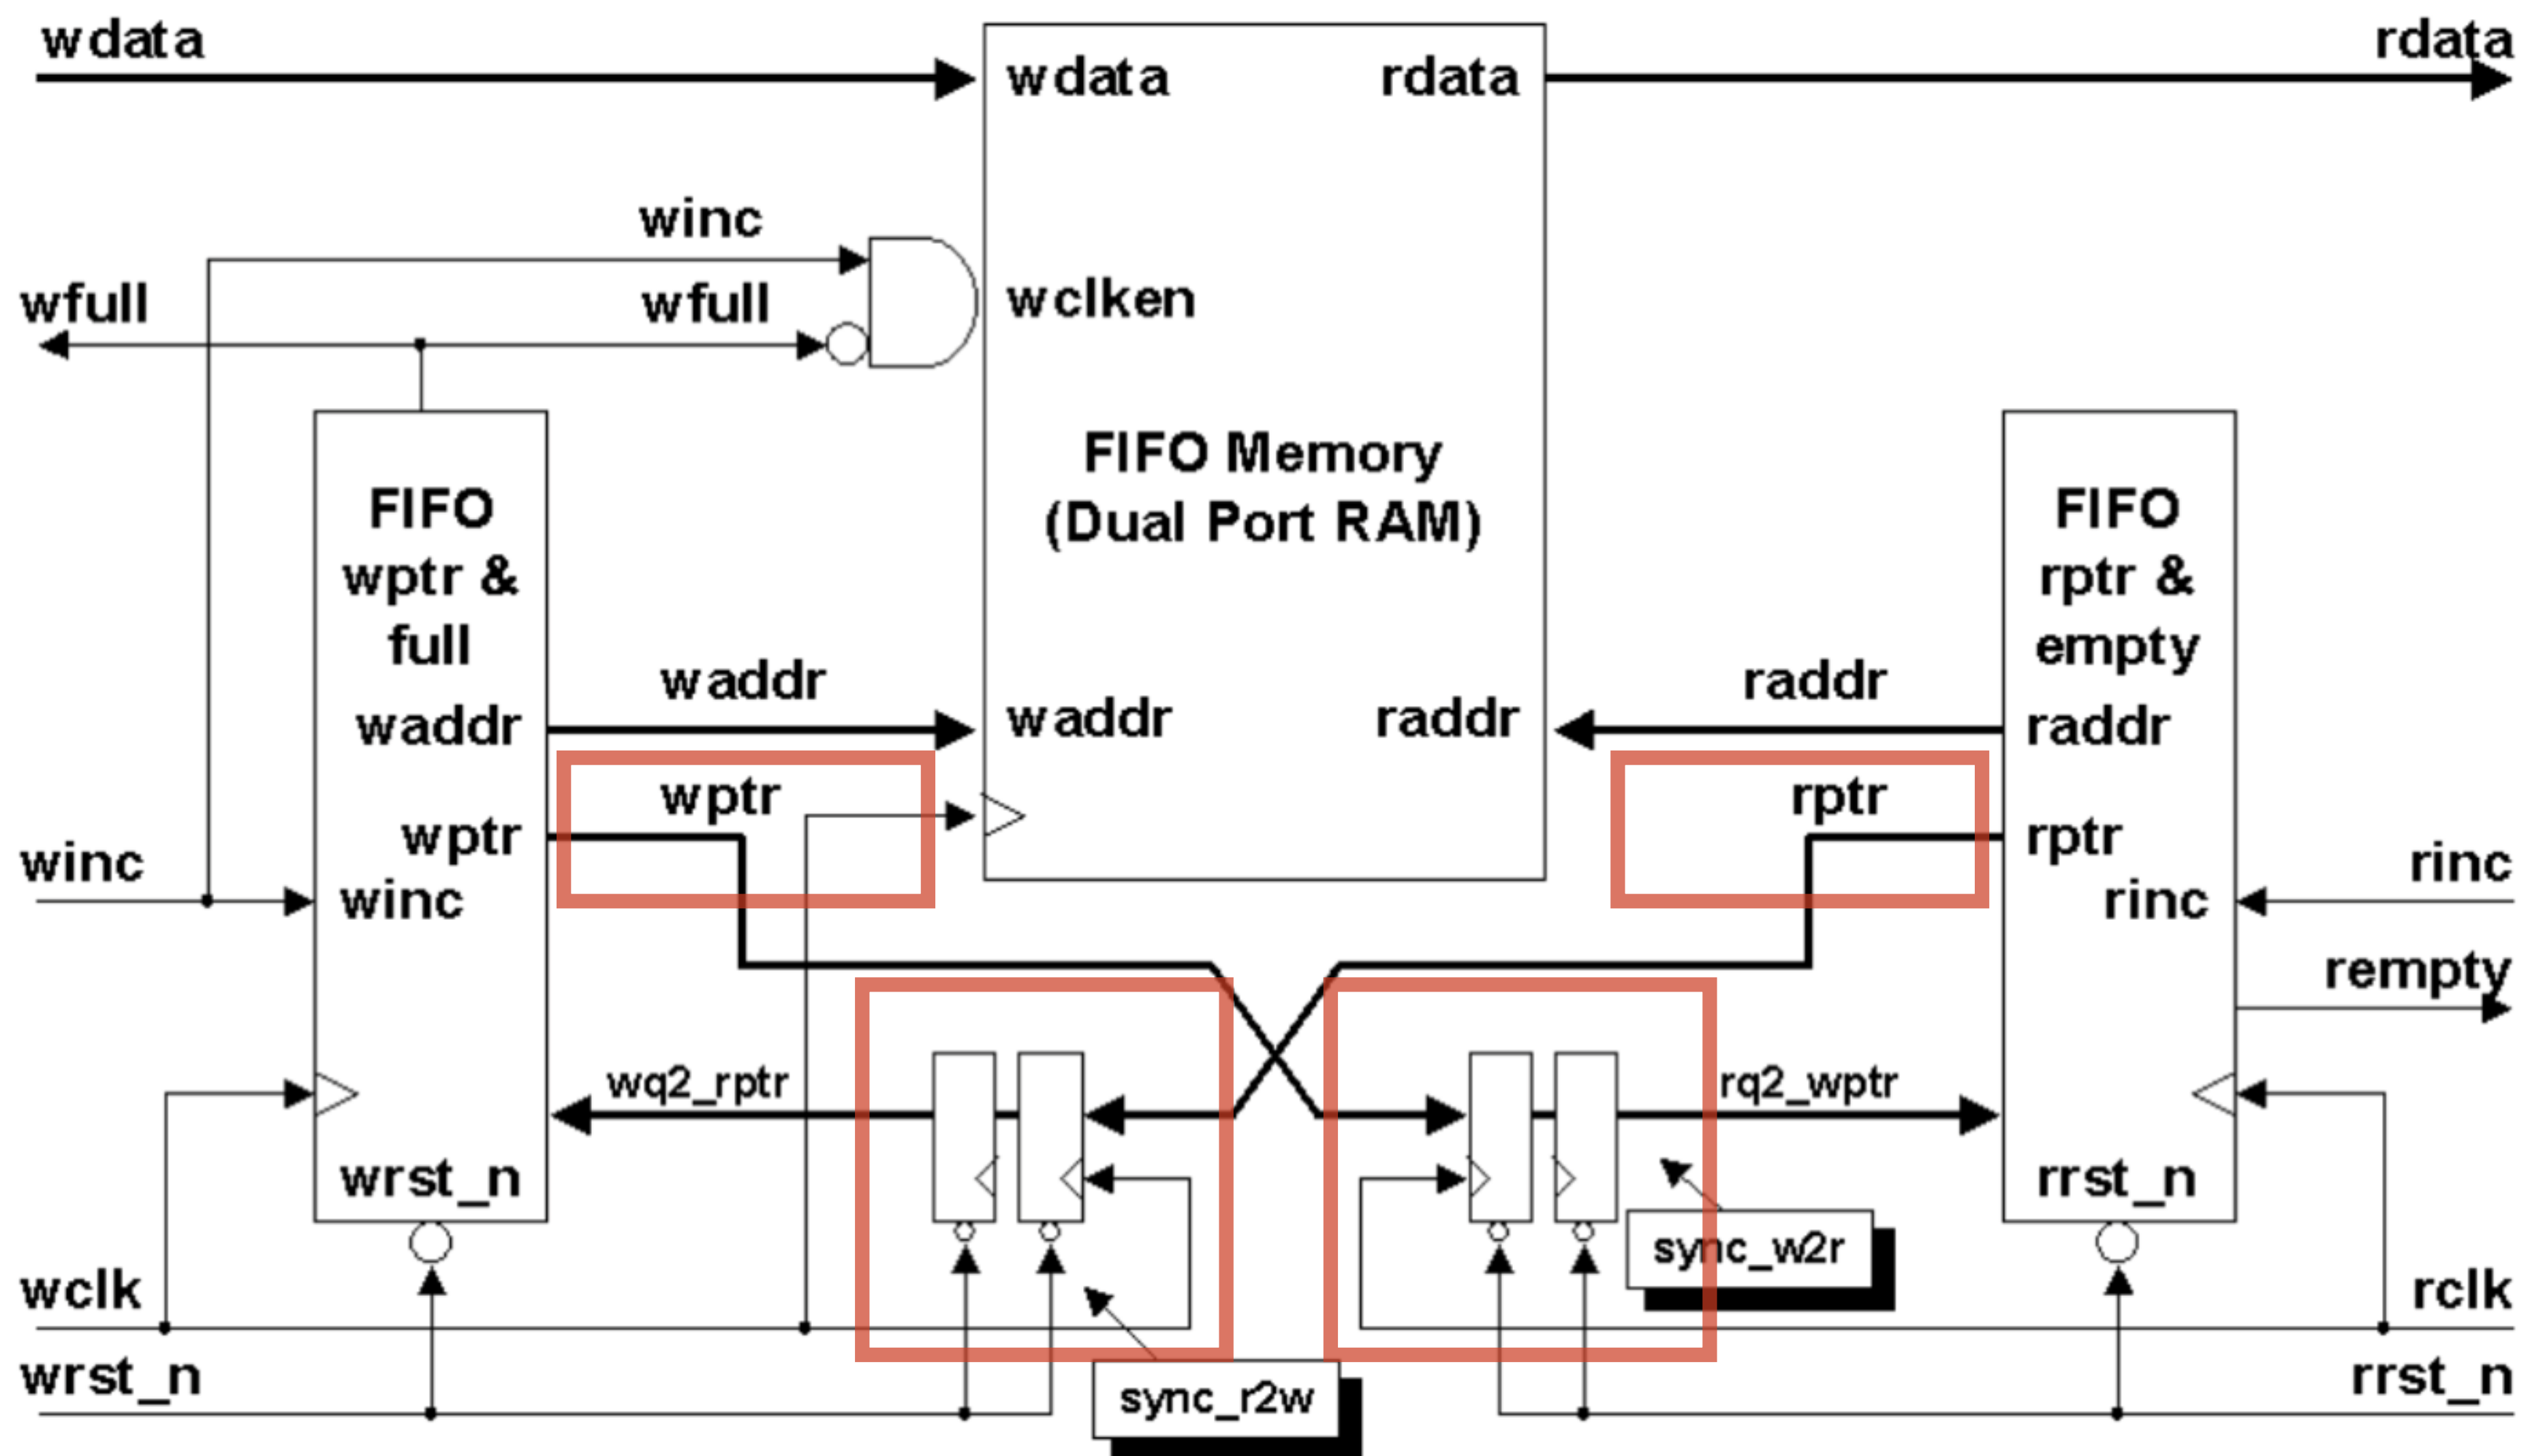 wdata
rdata
wdata
rdata
winc
wfull
wfull
wclken
FIFO Memory
(Dual Port RAM)
FIFO
wptr &
full
waddr
wptr
winc
wrst_n
FIFO
rptr &
empty
raddr
rptr
rinc
rrst_n
waddr
waddr
raddr
raddr
wptr
rptr
winc
rinc
rempty
wq2_rptr
rq2_wptr
sync_w2r
wclk
rclk
wrst_n
sync_r2w
rrst_n